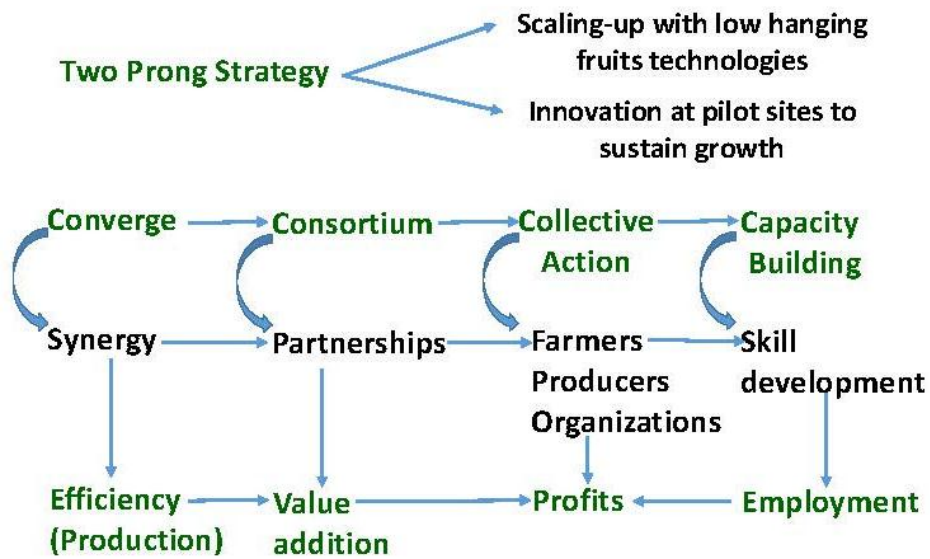 Scaling-up with low hanging
fruits technologies
Two Prong Strategy
Innovation at pilot sites to
sustain growth
Converge
Consortium
Collective
Action
Capacity
Building
Synergy
Partnerships
Farmers
Producers
Organizations
Skill
development
Efficiency
(Production)
Value
addition
Profits
Employment